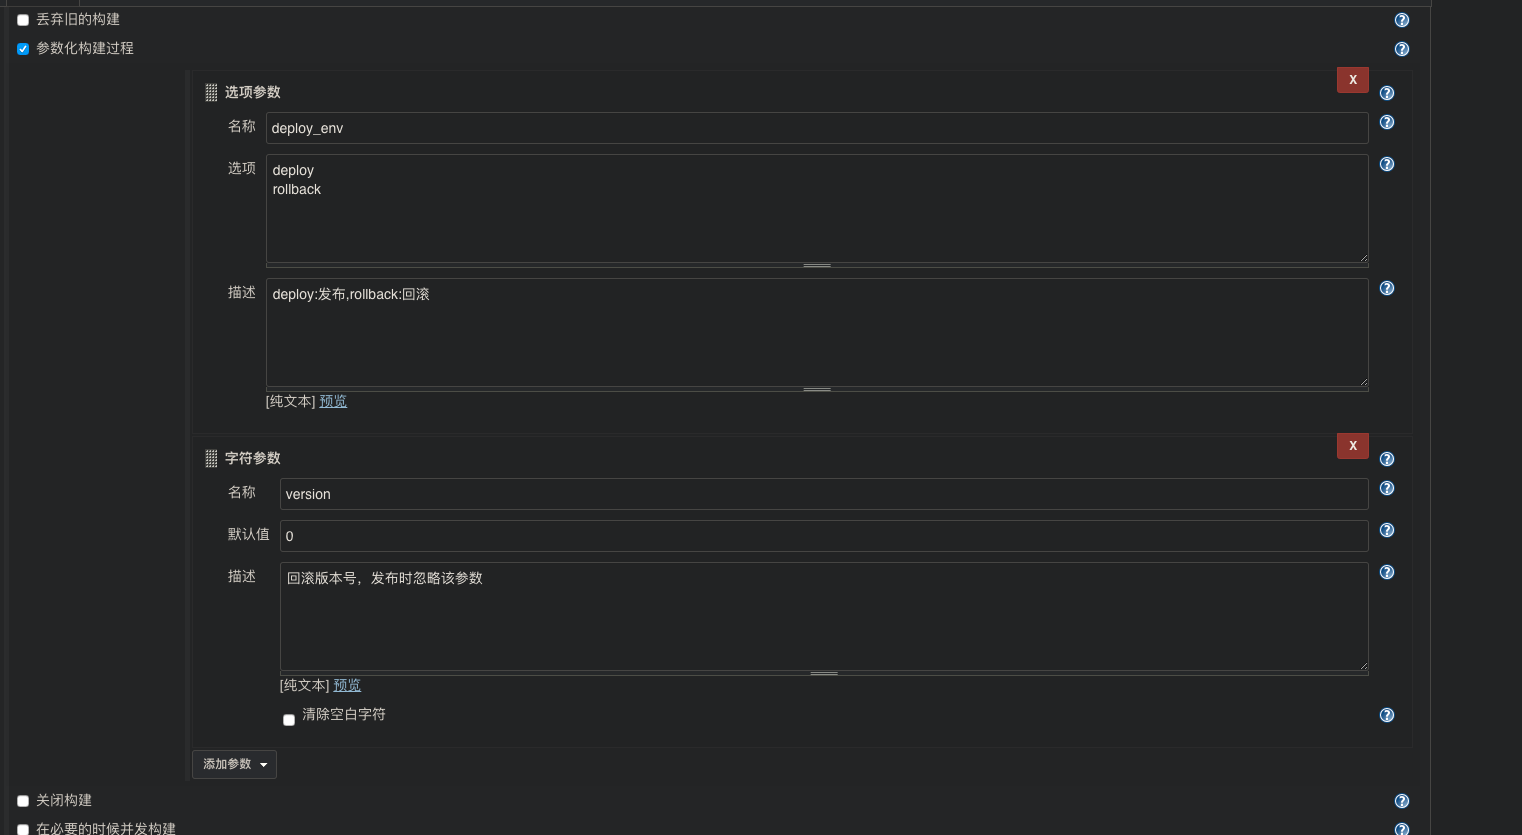 丢弃旧的构建
参数化构建过程
X
选项参数
名称
deploy_env
选项
deploy
rollback
描述
deploy:发布,rollback:回滚
[纯文本] 预览
X
字符参数
名称
version
默认值
0
描述
回滚版本号，发布时忽略该参数
[纯文本] 预览
清除空白字符
添加参数
关闭构建
在必要的时候并发构建